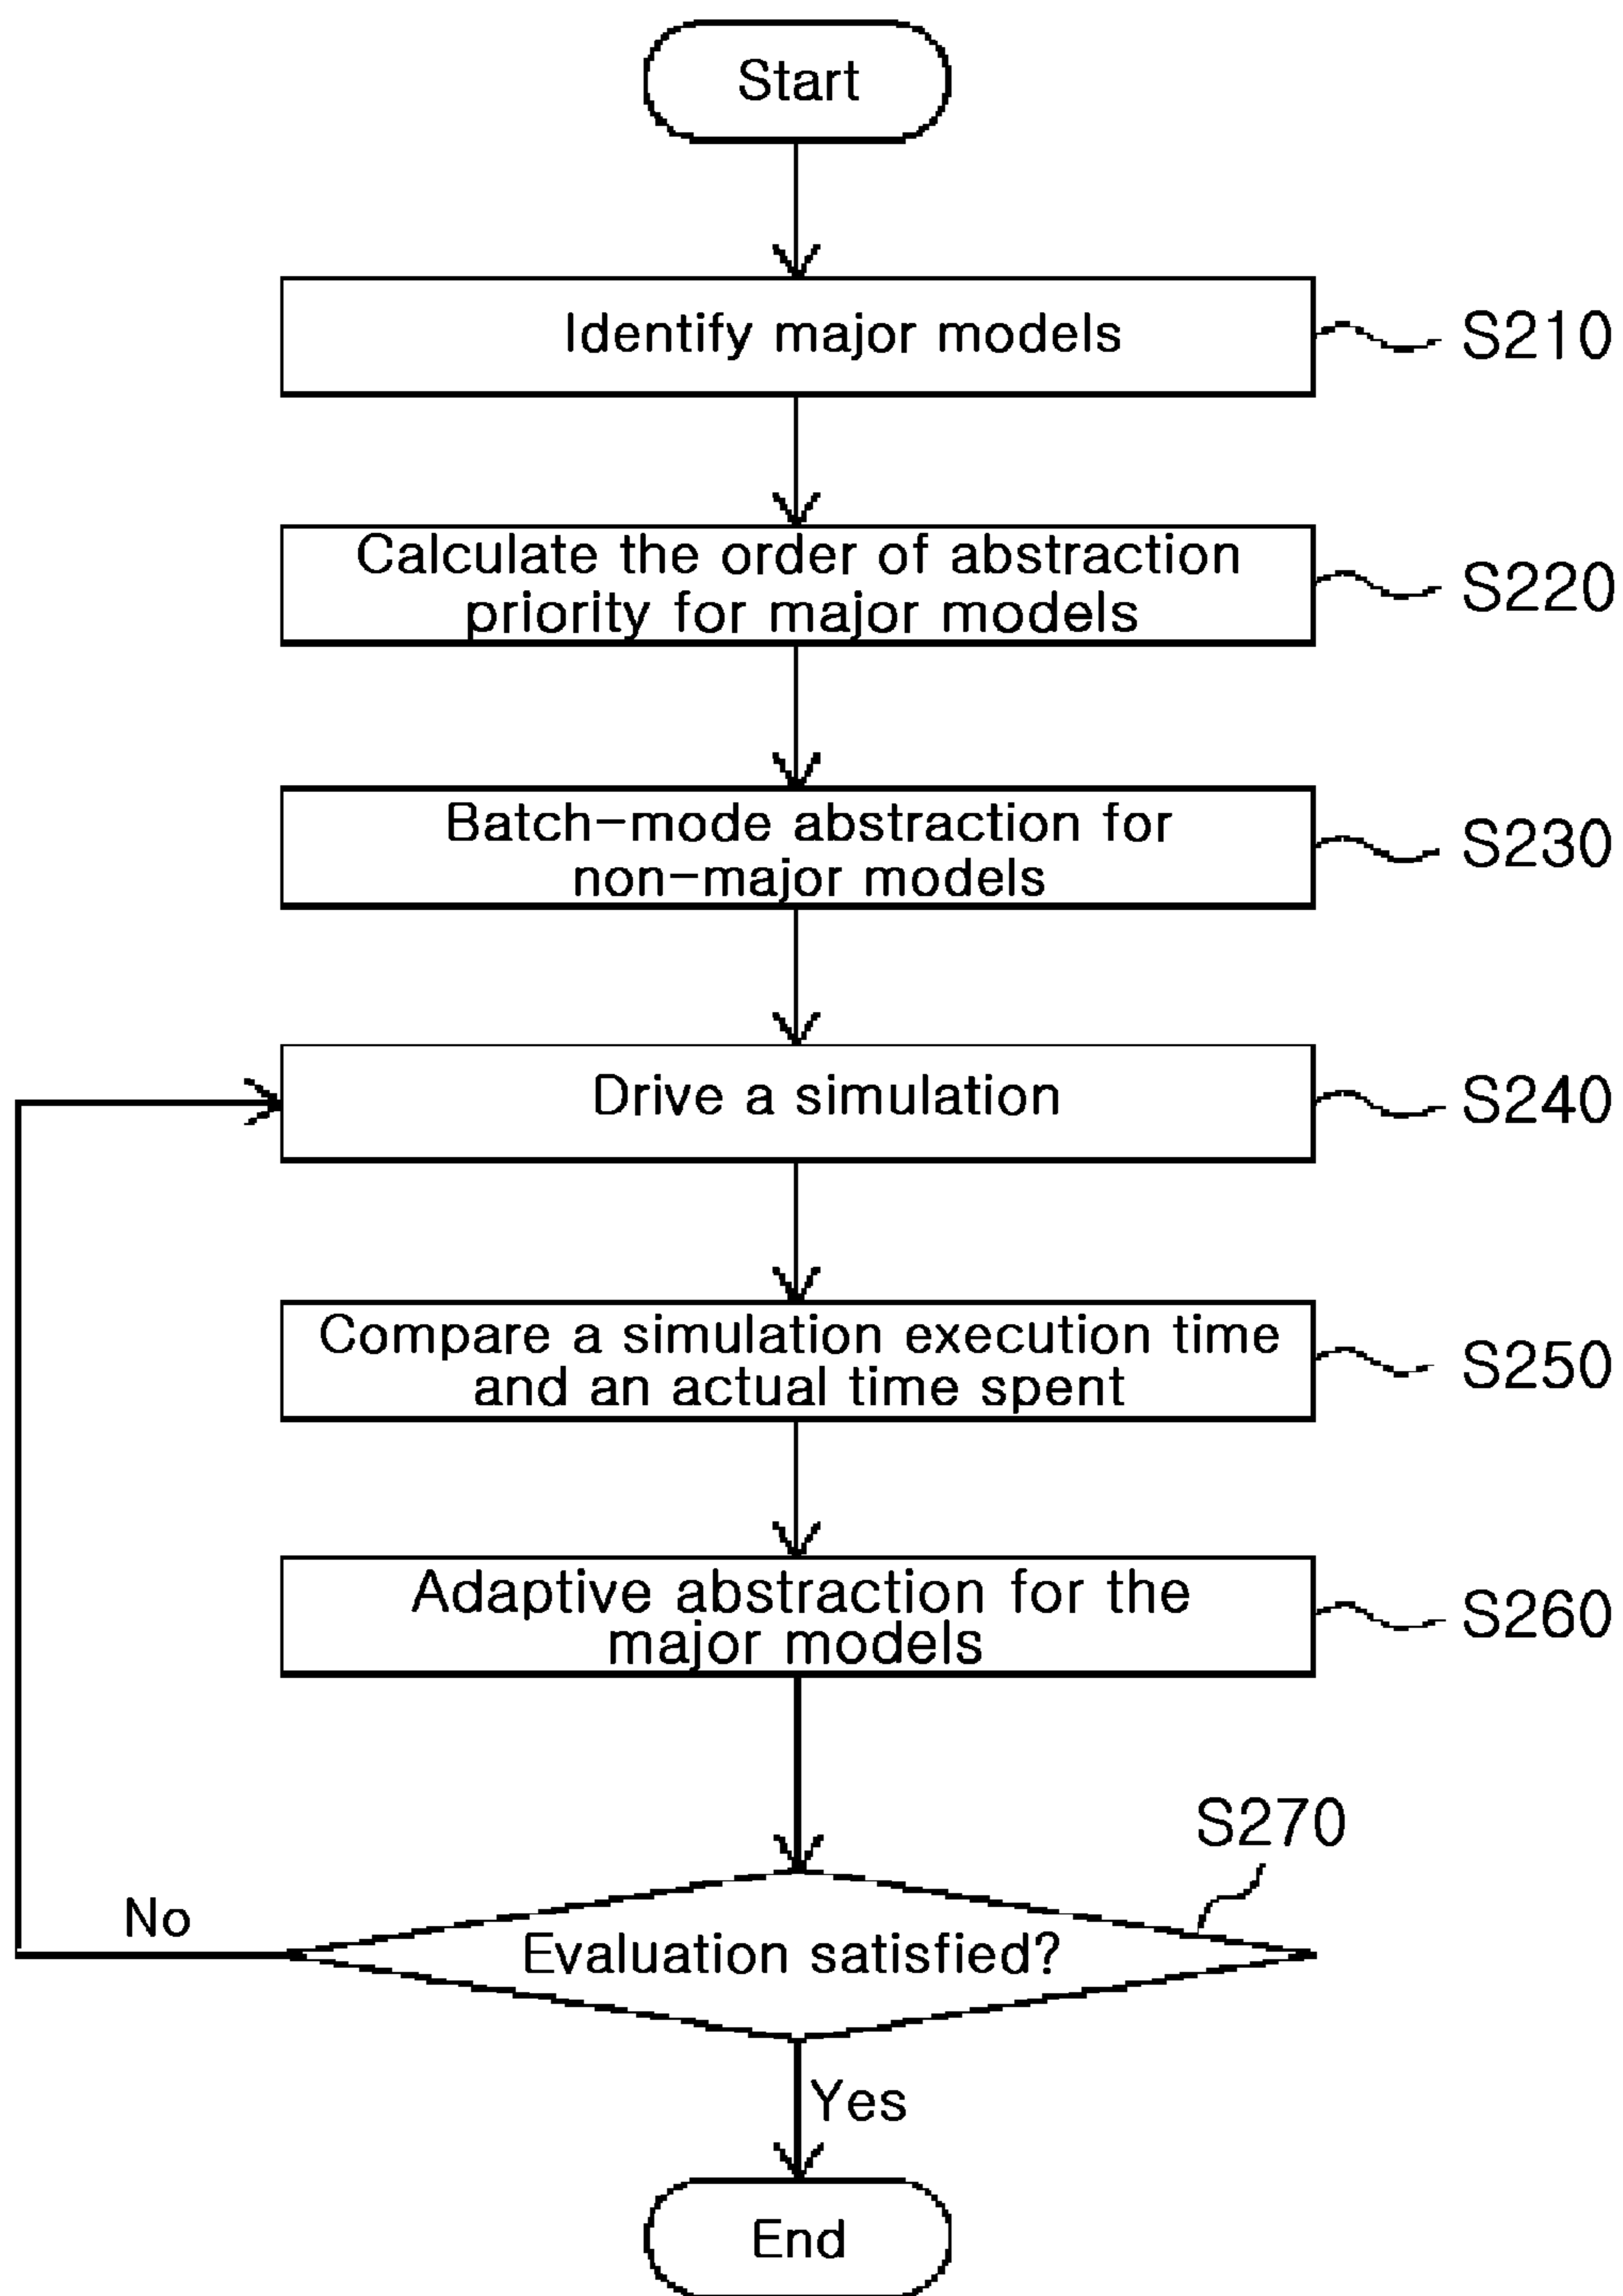 Start
Identify major models
S210
Calculate the order of abstraction
priority for major models
S220
Batch-mode abstraction for
non-major models
S230
Drive a simulation
S240
Compare a simulation execution time
and an actual time spent
S250
Adaptive abstraction for the
major models
S260
S270
No
Evaluation satisfied?
Yes
End